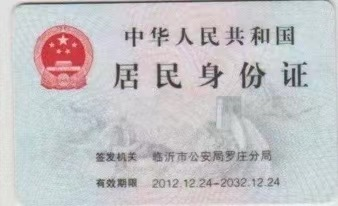 中华人民共和国
居民身份证
签发机关 临沂市公安局罗庄分局
有效期限 2012.12.24-2032.12.24